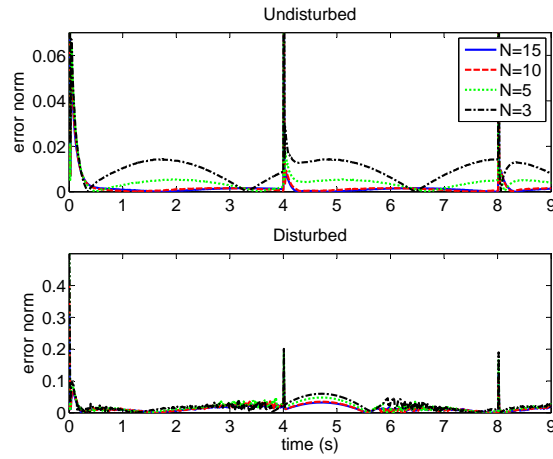 Undisturbed
error norm
0.06
0.04
0.02
0
N=15
N=10
N=5
N=3
0 1 2 3 4 5 6 7 8 9
Disturbed
error norm
0.4
0.3
0.2
0.1
0
0 1 2 3 4 5 6 7 8 9
time (s)